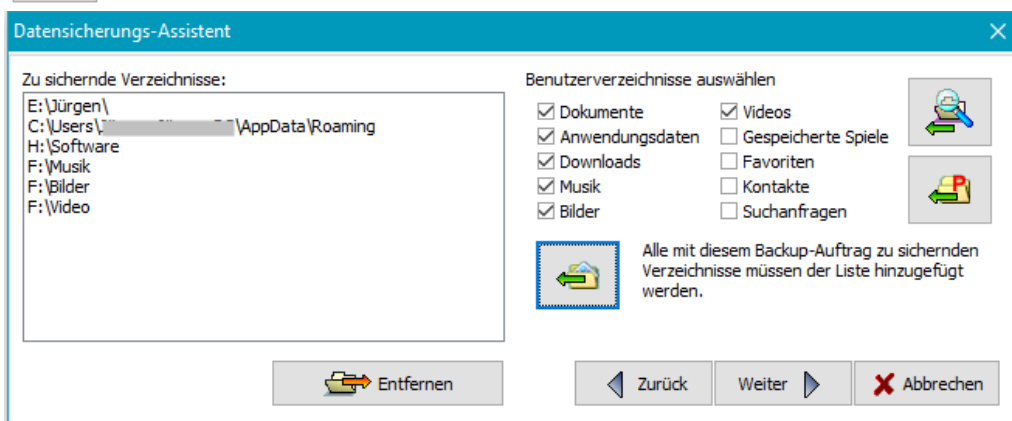 Datensicherungs-Assistent
Zu sichernde Verzeichnisse:
E:\Jürgen\
C:\Users\ \AppData\Roaming
H:\Software
F:\Musik
F:\Bilder
F:\Video
Benutzerverzeichnisse auswählen
Dokumente
Anwendungsdaten
Downloads
Musik
Bilder
Videos
Gespeicherte Spiele
Favoriten
Kontakte
Suchanfragen
P
Alle mit diesem Backup-Auftrag zu sichernden
Verzeichnisse müssen der Liste hinzugefügt
werden.
Entfernen
Zurück
Weiter
Abbrechen